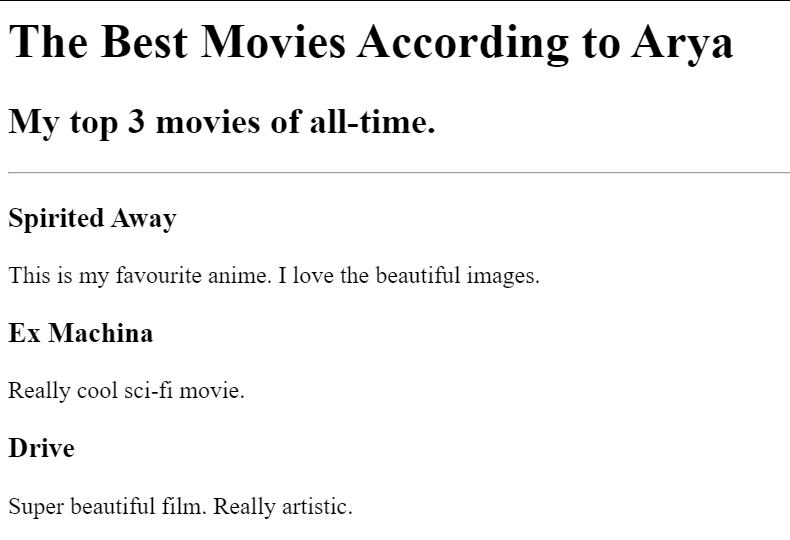 The Best Movies According to Arya
My top 3 movies of all-time.
Spirited Away
This is my favourite anime. I love the beautiful images.
Ex Machina
Really cool sci-fi movie.
Drive
Super beautiful film. Really artistic.